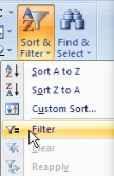 Sort & Find &
Filter Select
Sort A to Z
Sort Z to A
Custom Sort...
Filter
Clear
Reapply